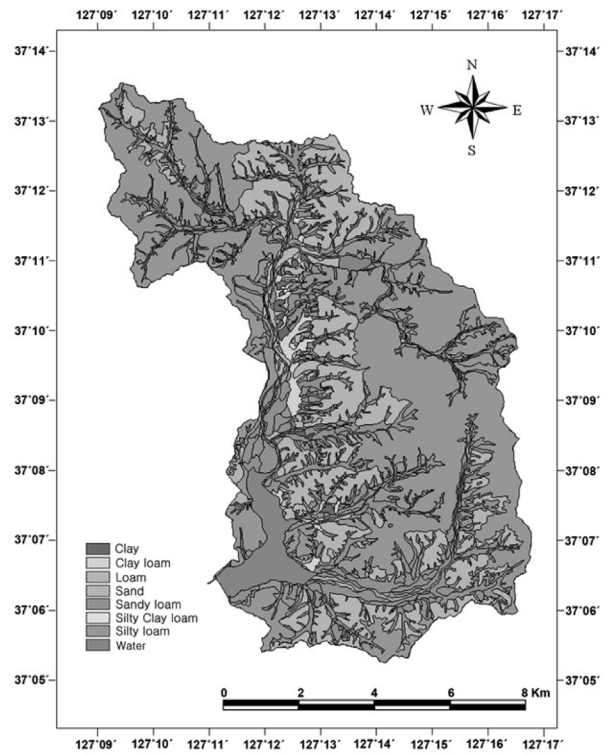 127˚09´ 127˚10´ 127˚11´ 127˚12´ 127˚13´ 127˚14´ 127˚15´ 127˚16´ 127˚17´
37˚14´ 37˚14´
N
W E
S
37˚13´ 37˚13´
37˚12´ 37˚12´
37˚11´ 37˚11´
37˚10´ 37˚10´
37˚09´ 37˚09´
37˚08´ 37˚08´
37˚07´ 37˚07´
Clay
Clay loam
Loam
Sand
Sandy loam
Silty Clay loam
Silty loam
Water
37˚06´ 37˚06´
37˚05´ 37˚05´
0 2 4 6 8 Km
127˚09´ 127˚10´ 127˚11´ 127˚12´ 127˚13´ 127˚14´ 127˚15´ 127˚16´ 127˚17´